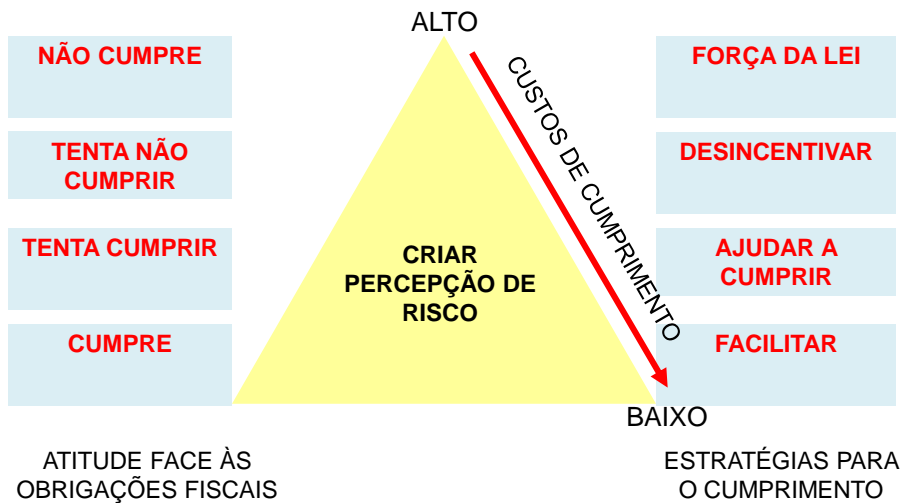 ALTO
NÃO CUMPRE
TENTA NÃO
CUMPRIR
TENTA CUMPRIR
CUMPRE
CRIAR
PERCEPÇÃO DE
RISCO
CUSTOS DE CUMPRIMENTO
FORÇA DA LEI
DESINCENTIVAR
AJUDAR A
CUMPRIR
FACILITAR
BAIXO
ATITUDE FACE ÀS
OBRIGAÇÕES FISCAIS
ESTRATÉGIAS PARA
O CUMPRIMENTO